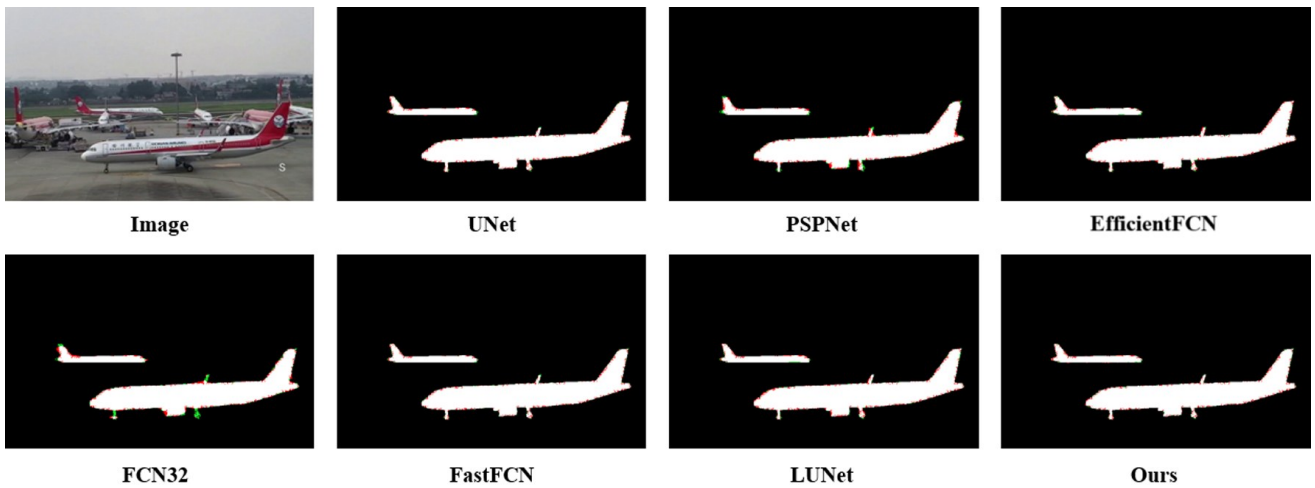 S
Image
UNet
PSPNet
EfficientFCN
FCN32
FastFCN
LUNet
Ours